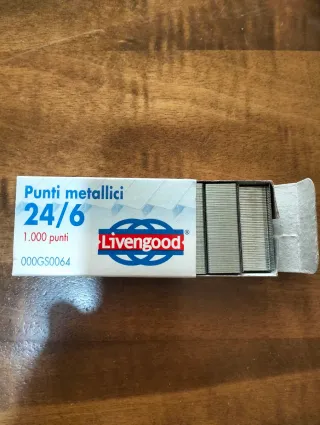 Punti metallici
24/6
1.000 punti
Livengood®
000GS0064